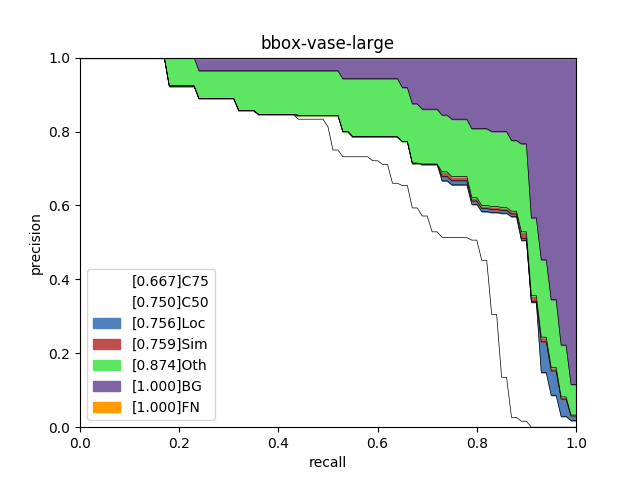 bbox-vase-large
1.0
0.8
0.6
0.4
0.2
0.0
precision
[0.667]C75
[0.750]C50
[0.756]Loc
[0.759]Sim
[0.874]Oth
[1.000]BG
[1.000]FN
0.0 0.2 0.4 0.6 0.8 1.0
recall